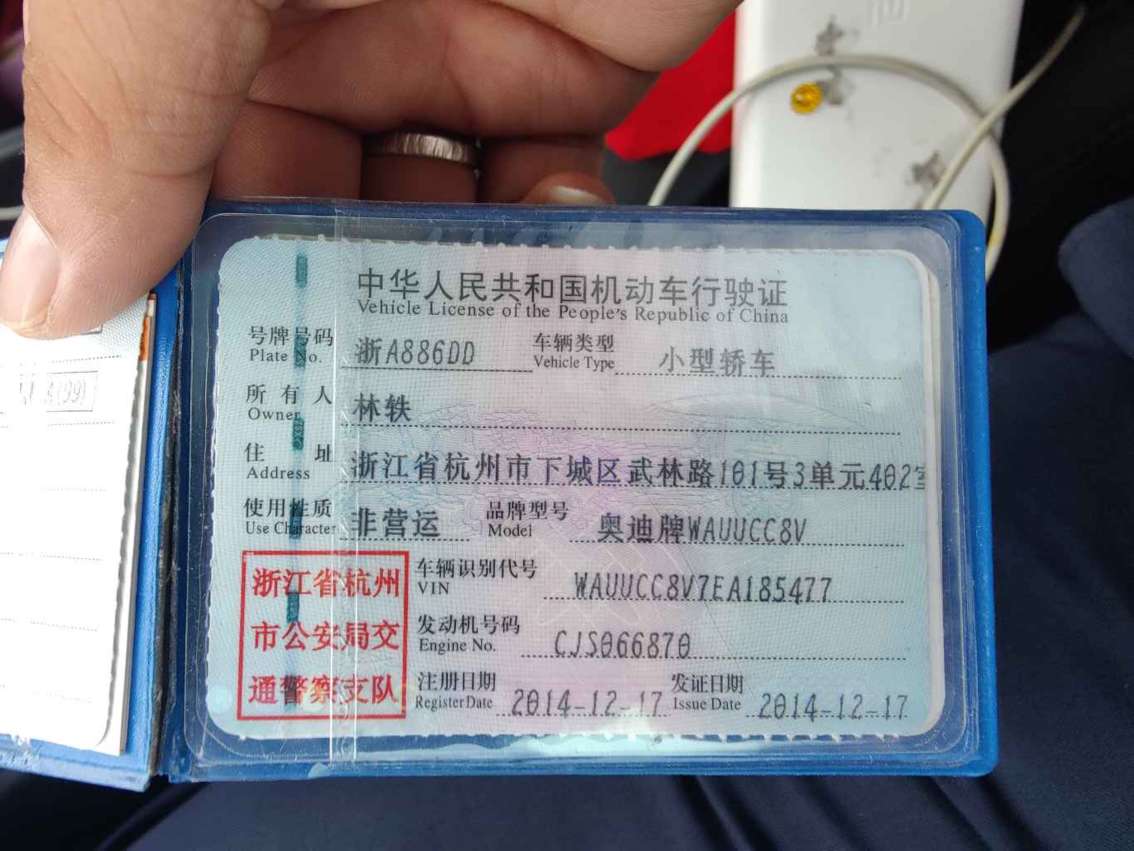 中华人民共和国机动车行驶证
Vehicle License of the People's Republic of China
号牌号码 浙A886DD 车辆类型 小型轿车
Plate No. Vehicle Type
所有人 林轶
Owner
住址 浙江省杭州市下城区武林路101号3单元402室
Address
使用性质 非营运 品牌型号 奥迪牌WAUUCC8V
Use Character Model
浙江省杭州
市公安局交
通警察支队
车辆识别代号 WAUUCC8V7EA185477
VIN
发动机号码 CJS066870
Engine No.
注册日期 2014-12-17 发证日期 2014-12-17
Register Date Issue Date